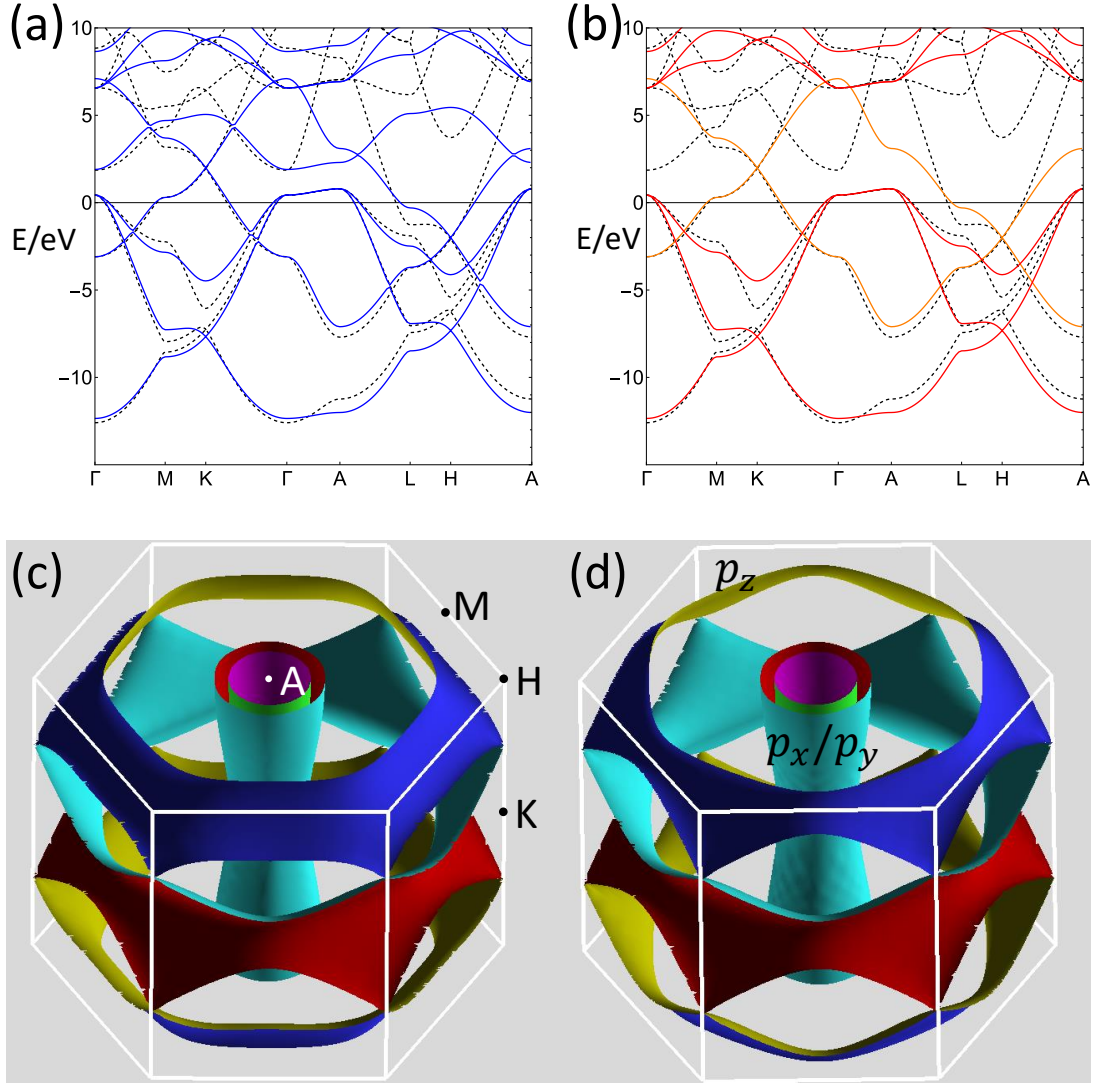 (a)
10
5
0
E/eV
−5
−10
Γ M K Γ A L H A
(b)
10
5
0
E/eV
−5
−10
Γ M K Γ A L H A
(c)
M
A
H
K
(d)
p_z
p_x/p_y